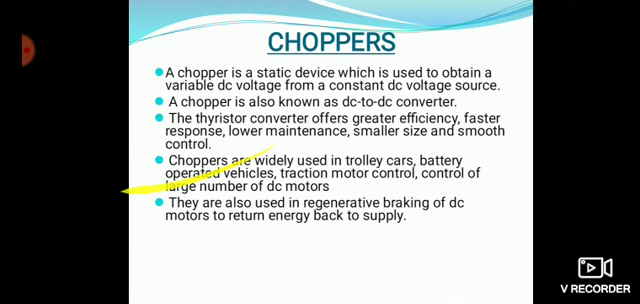 CHOPPERS
A chopper is a static device which is used to obtain a
variable dc voltage from a constant dc voltage source.
A chopper is also known as dc-to-dc converter.
The thyristor converter offers greater efficiency, faster
response, lower maintenance, smaller size and smooth
control.
Choppers are widely used in trolley cars, battery
operated vehicles, traction motor control, control of
large number of dc motors
They are also used in regenerative braking of dc
motors to return energy back to supply.
V RECORDER